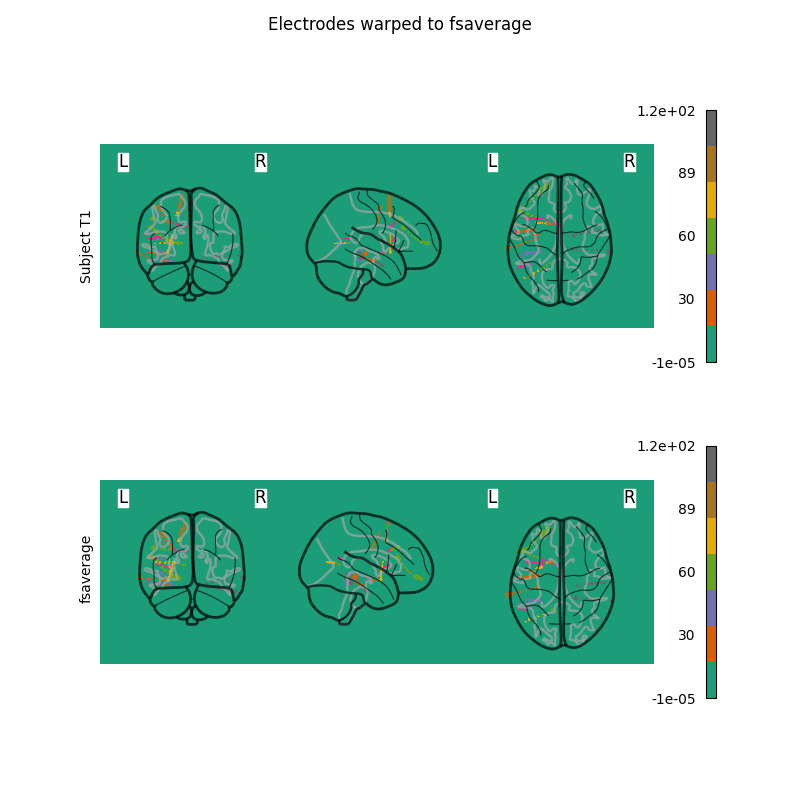 Electrodes warped to fsaverage
Subject T1
L R L R
1.2e+02
89
60
30
-1e-05
fsaverage
L R L R
1.2e+02
89
60
30
-1e-05